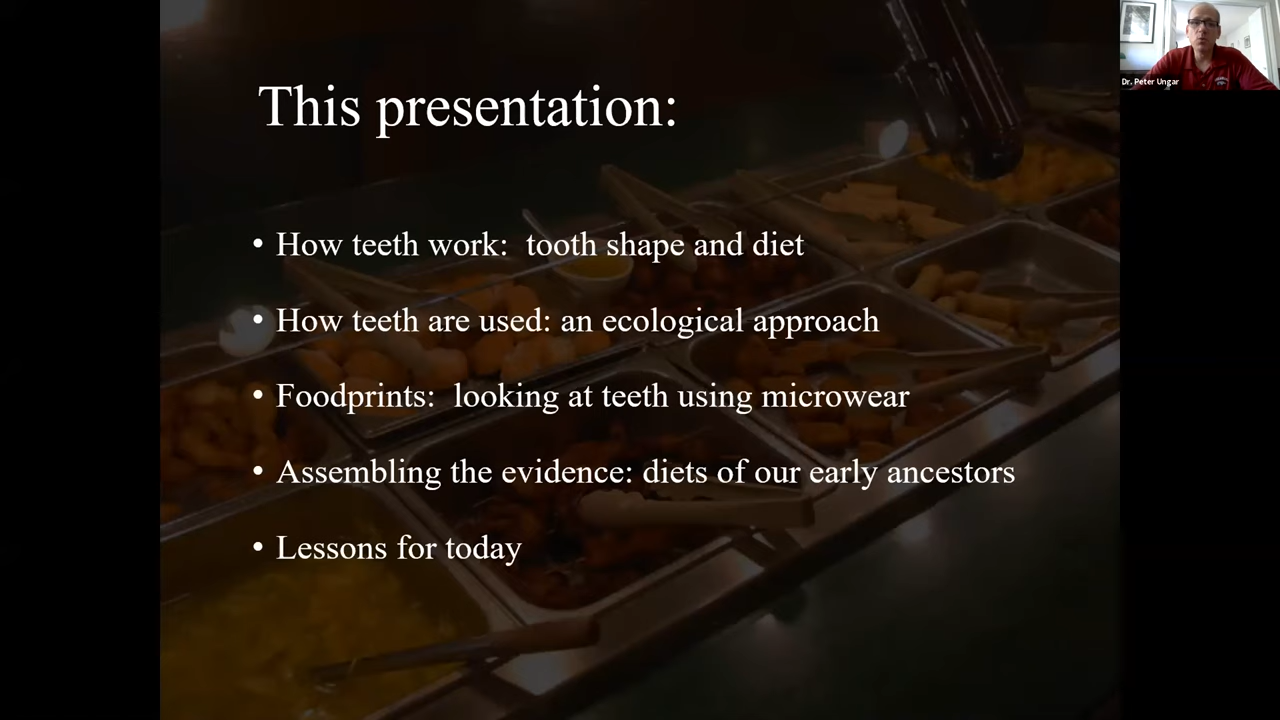 This presentation:
• How teeth work:  tooth shape and diet
• How teeth are used: an ecological approach
• Foodprints:  looking at teeth using microwear
• Assembling the evidence: diets of our early ancestors
• Lessons for today
Dr. Peter Ungar